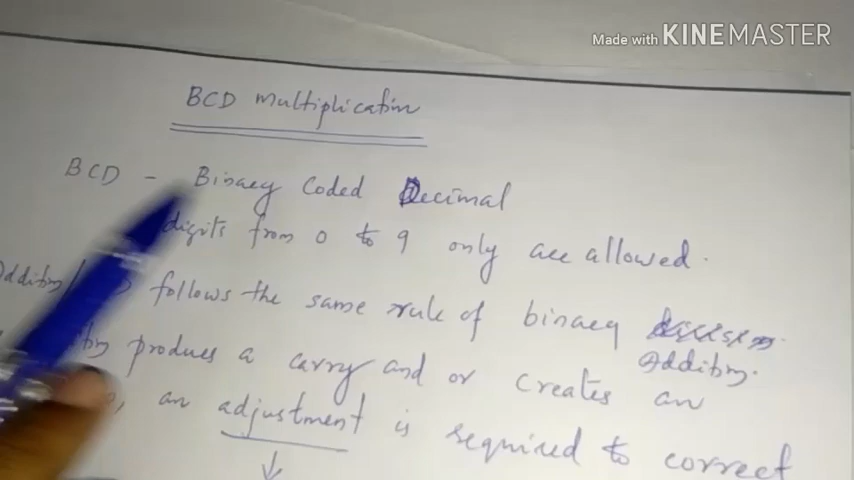 Made with KINEMASTER
BCD multiplication
BCD - Binary Coded Decimal
digits from 0 to 9 only are allowed.
Addition follows the same rule of binary
Addition.
produces a carry and or creates an
an adjustment is required to correct